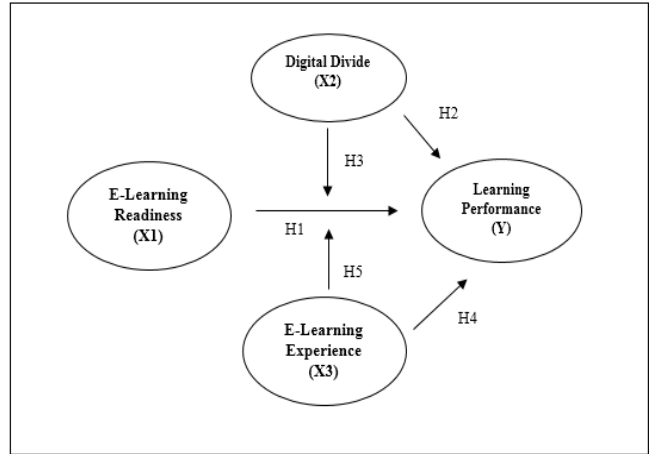 Digital Divide
(X2)
H2
H3
E-Learning
Readiness
(X1)
H1
Learning
Performance
(Y)
H5
E-Learning
Experience
(X3)
H4